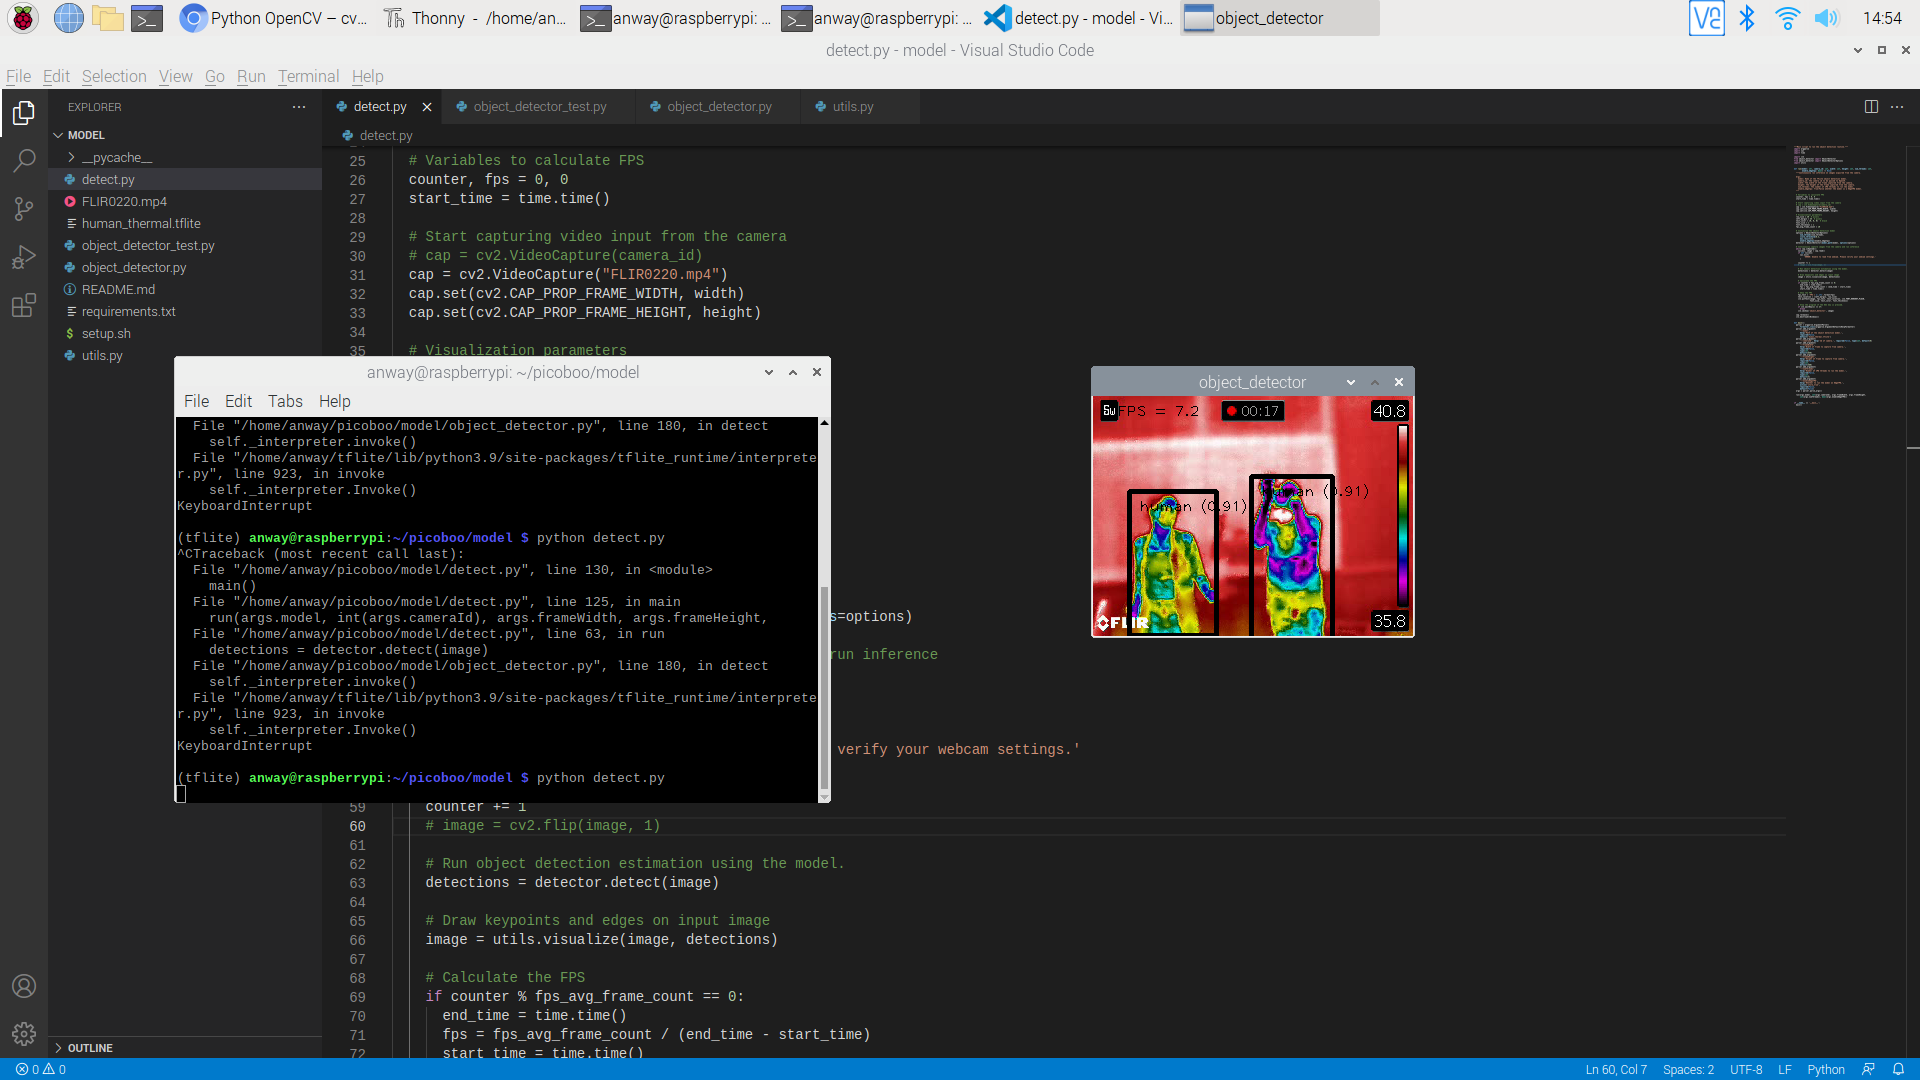 Python OpenCV – cv...
Thonny - /home/an...
anway@raspberrypi: ...
anway@raspberrypi: ...
detect.py - model - Vi...
object_detector
14:54
detect.py - model - Visual Studio Code
File Edit Selection View Go Run Terminal Help
EXPLORER
MODEL
__pycache__
detect.py
FLIR0220.mp4
human_thermal.tflite
object_detector_test.py
object_detector.py
README.md
requirements.txt
setup.sh
utils.py
OUTLINE
detect.py
object_detector_test.py
object_detector.py
utils.py
detect.py
25 # Variables to calculate FPS
26 counter, fps = 0, 0
27 start_time = time.time()
28
29 # Start capturing video input from the camera
30 # cap = cv2.VideoCapture(camera_id)
31 cap = cv2.VideoCapture("FLIR0220.mp4")
32 cap.set(cv2.CAP_PROP_FRAME_WIDTH, width)
33 cap.set(cv2.CAP_PROP_FRAME_HEIGHT, height)
34
35 # Visualization parameters
s=options)
run inference
verify your webcam settings.'
59 counter += 1
60 # image = cv2.flip(image, 1)
61
62 # Run object detection estimation using the model.
63 detections = detector.detect(image)
64
65 # Draw keypoints and edges on input image
66 image = utils.visualize(image, detections)
67
68 # Calculate the FPS
69 if counter % fps_avg_frame_count == 0:
70 end_time = time.time()
71 fps = fps_avg_frame_count / (end_time - start_time)
72 start_time = time.time()
anway@raspberrypi: ~/picoboo/model
File Edit Tabs Help
File "/home/anway/picoboo/model/object_detector.py", line 180, in detect
self._interpreter.invoke()
File "/home/anway/tflite/lib/python3.9/site-packages/tflite_runtime/interprete
r.py", line 923, in invoke
self._interpreter.Invoke()
KeyboardInterrupt
(tflite) anway@raspberrypi:~/picoboo/model $ python detect.py
^CTraceback (most recent call last):
File "/home/anway/picoboo/model/detect.py", line 130, in <module>
main()
File "/home/anway/picoboo/model/detect.py", line 125, in main
run(args.model, int(args.cameraId), args.frameWidth, args.frameHeight,
File "/home/anway/picoboo/model/detect.py", line 63, in run
detections = detector.detect(image)
File "/home/anway/picoboo/model/object_detector.py", line 180, in detect
self._interpreter.invoke()
File "/home/anway/tflite/lib/python3.9/site-packages/tflite_runtime/interprete
r.py", line 923, in invoke
self._interpreter.Invoke()
KeyboardInterrupt
(tflite) anway@raspberrypi:~/picoboo/model $ python detect.py
object_detector
FPS = 7.2
00:17
40.8
human (0.91)
human (0.91)
FLIR
35.8
0 0
Ln 60, Col 7
Spaces: 2
UTF-8
LF
Python